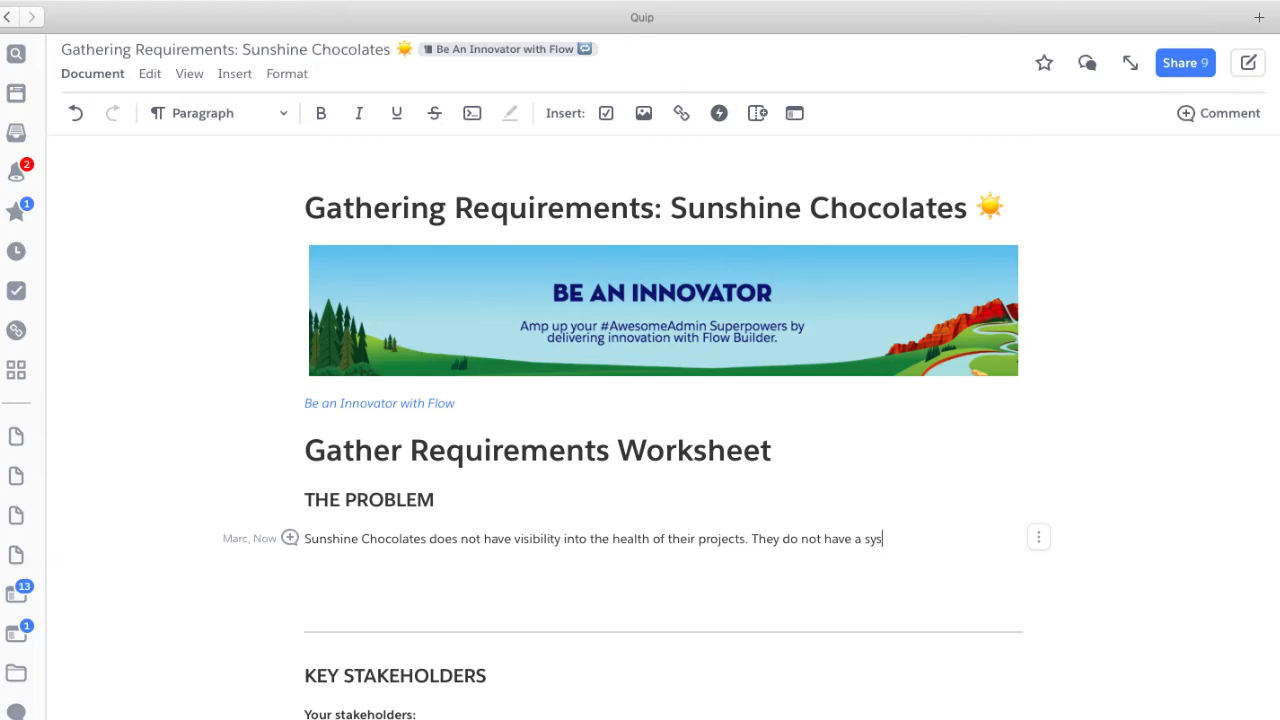 Quip
Gathering Requirements: Sunshine Chocolates ☀️ Be An Innovator with Flow
Document Edit View Insert Format
Share 9
Paragraph B I U S Insert: Comment
2
1
Gathering Requirements: Sunshine Chocolates ☀️
BE AN INNOVATOR
Amp up your #AwesomeAdmin Superpowers by
delivering innovation with Flow Builder.
Be an Innovator with Flow
Gather Requirements Worksheet
THE PROBLEM
Marc, Now Sunshine Chocolates does not have visibility into the health of their projects. They do not have a sys
13
1
KEY STAKEHOLDERS
Your stakeholders: